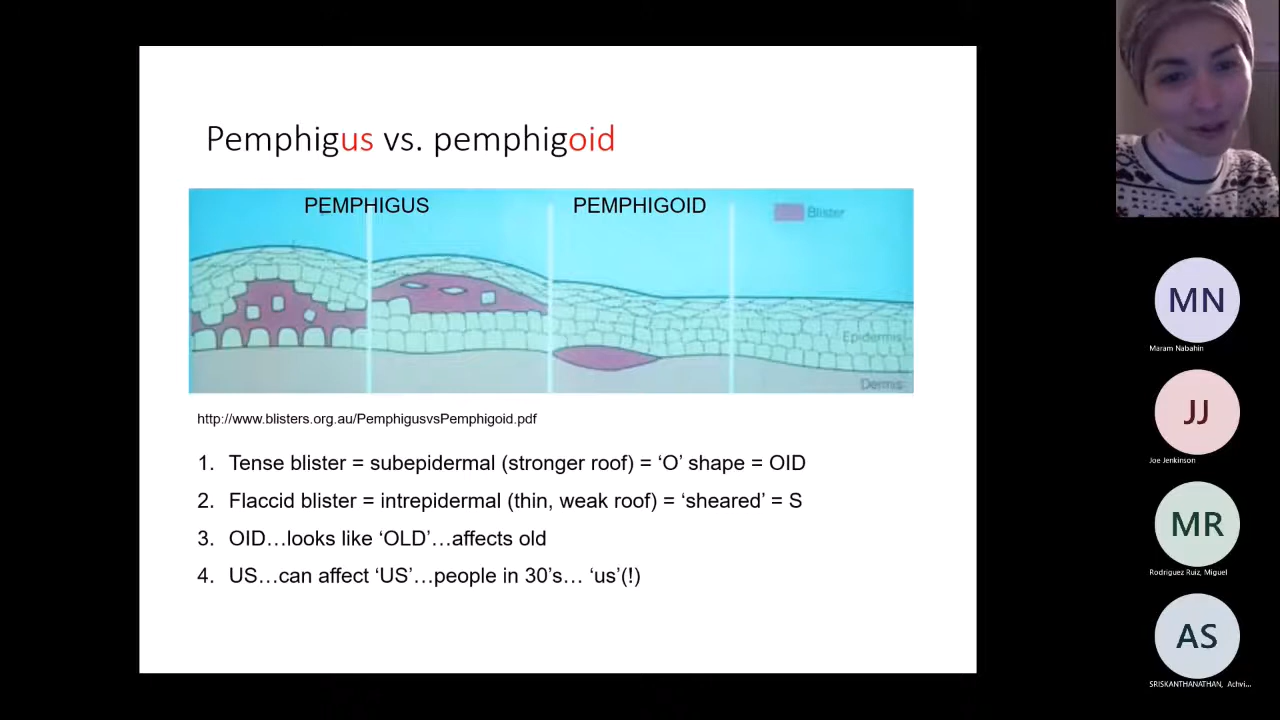 Pemphigus vs. pemphigoid
PEMPHIGUS
PEMPHIGOID
Blister
Epidermis
Dermis
http://www.blisters.org.au/PemphigusvsPemphigoid.pdf
1. Tense blister = subepidermal (stronger roof) = ‘O’ shape = OID
2. Flaccid blister = intrepidermal (thin, weak roof) = ‘sheared’ = S
3. OID…looks like ‘OLD’…affects old
4. US…can affect ‘US’…people in 30’s… ‘us’(!)
MN
Maram Nabahin
JJ
Joe Jenkinson
MR
Rodriguez Ruiz, Miguel
AS
SRISKANTHANATHAN, Achvi...